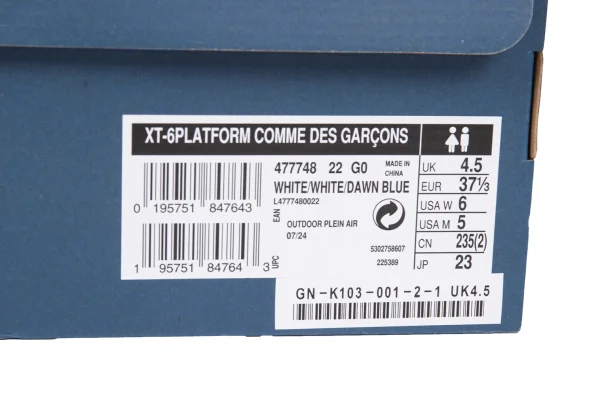 XT-6PLATFORM COMME DES GARÇONS
477748 22 G0
MADE IN
CHINA
WHITE/WHITE/DAWN BLUE
L4777480022
OUTDOOR PLEIN AIR
07/24
5302758607
225389
0 195751 847643
EAN
1 95751 84764 3
UPC
UK 4.5
EUR 37⅓
USA W 6
USA M 5
CN 235(2)
JP 23
GN-K103-001-2-1 UK4.5